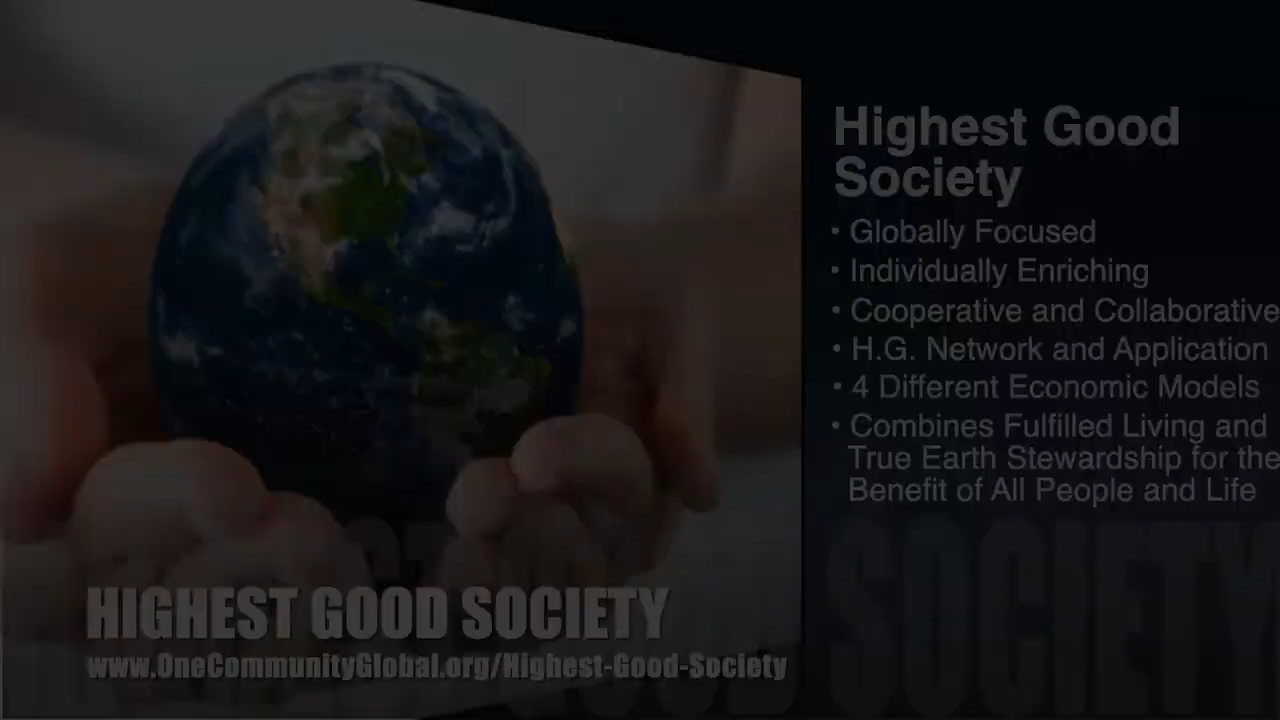 Highest Good
Society
• Globally Focused
• Individually Enriching
• Cooperative and Collaborative
• H.G. Network and Application
• 4 Different Economic Models
• Combines Fulfilled Living and
True Earth Stewardship for the
Benefit of All People and Life
HIGHEST GOOD SOCIETY
www.OneCommunityGlobal.org/Highest-Good-Society
SOCIETY